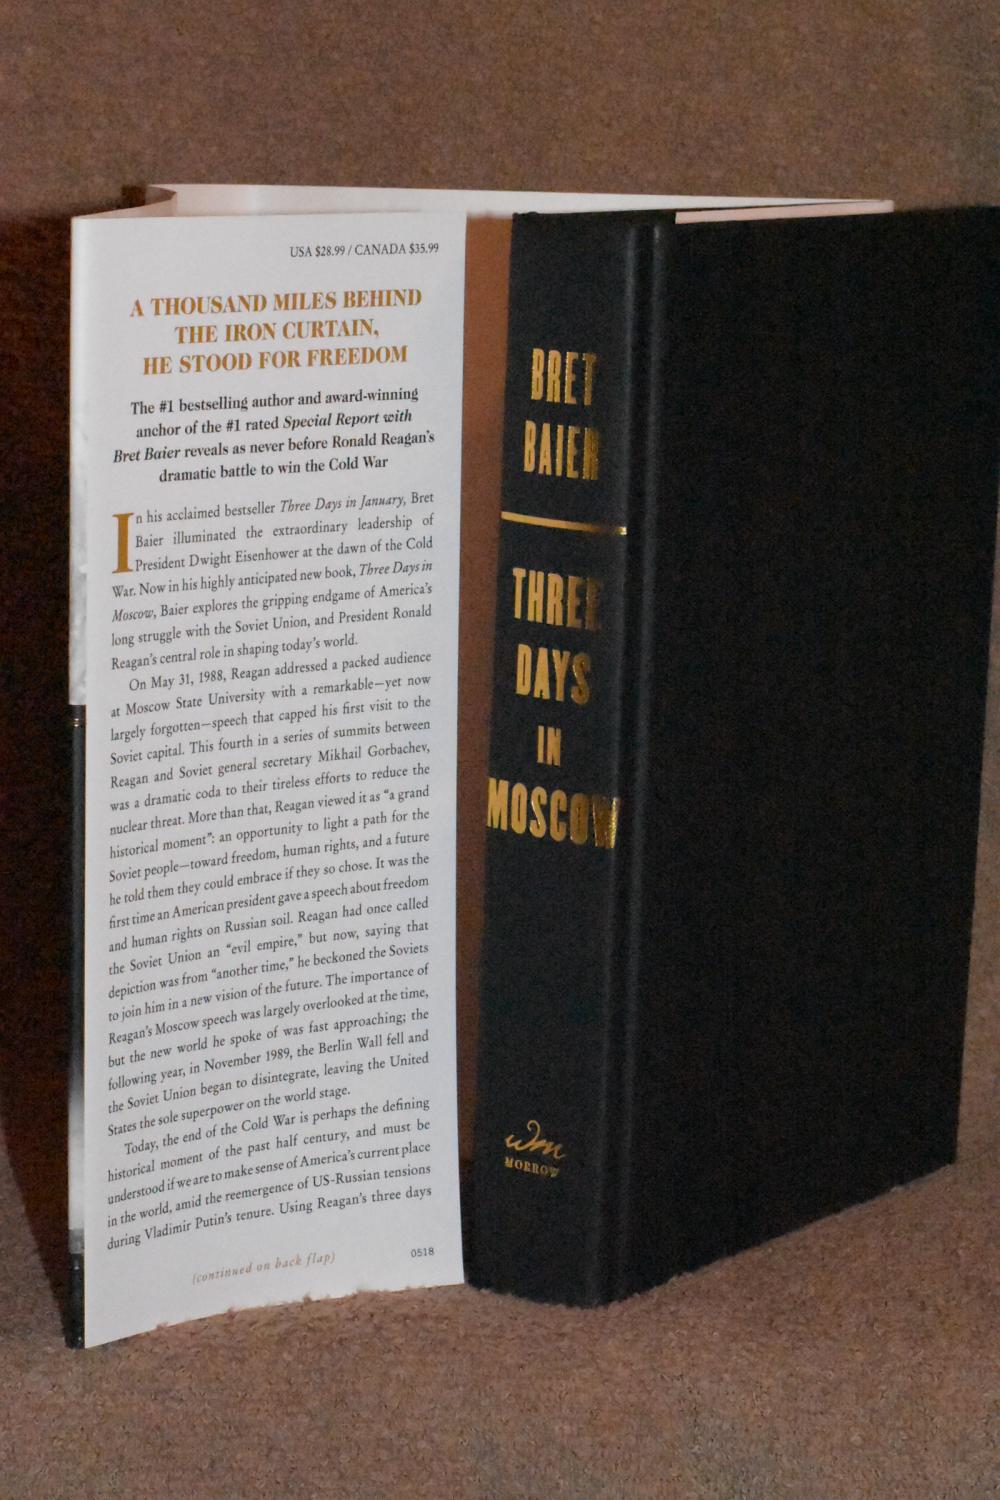 USA $28.99 / CANADA $35.99
A THOUSAND MILES BEHIND
THE IRON CURTAIN,
HE STOOD FOR FREEDOM
The #1 bestselling author and award-winning
anchor of the #1 rated Special Report with
Bret Baier reveals as never before Ronald Reagan's
dramatic battle to win the Cold War
In his acclaimed bestseller Three Days in January, Bret
Baier illuminated the extraordinary leadership of
President Dwight Eisenhower at the dawn of the Cold
War. Now in his highly anticipated new book, Three Days in
Moscow, Baier explores the gripping endgame of America's
long struggle with the Soviet Union, and President Ronald
Reagan's central role in shaping today's world.
On May 31, 1988, Reagan addressed a packed audience
at Moscow State University with a remarkable—yet now
largely forgotten—speech that capped his first visit to the
Soviet capital. This fourth in a series of summits between
Reagan and Soviet general secretary Mikhail Gorbachev,
was a dramatic coda to their tireless efforts to reduce the
nuclear threat. More than that, Reagan viewed it as “a grand
historical moment”: an opportunity to light a path for the
Soviet people—toward freedom, human rights, and a future
he told them they could embrace if they so chose. It was the
first time an American president gave a speech about freedom
and human rights on Russian soil. Reagan had once called
the Soviet Union an “evil empire,” but now, saying that
depiction was from “another time,” he beckoned the Soviets
to join him in a new vision of the future. The importance of
Reagan's Moscow speech was largely overlooked at the time,
but the new world he spoke of was fast approaching; the
following year, in November 1989, the Berlin Wall fell and
the Soviet Union began to disintegrate, leaving the United
States the sole superpower on the world stage.
Today, the end of the Cold War is perhaps the defining
historical moment of the past half century, and must be
understood if we are to make sense of America's current place
in the world, amid the reemergence of US-Russian tensions
during Vladimir Putin's tenure. Using Reagan's three days
(continued on back flap)
0518
BRET
BAIER
THREE
DAYS
IN
MOSCOW
wm
MORROW